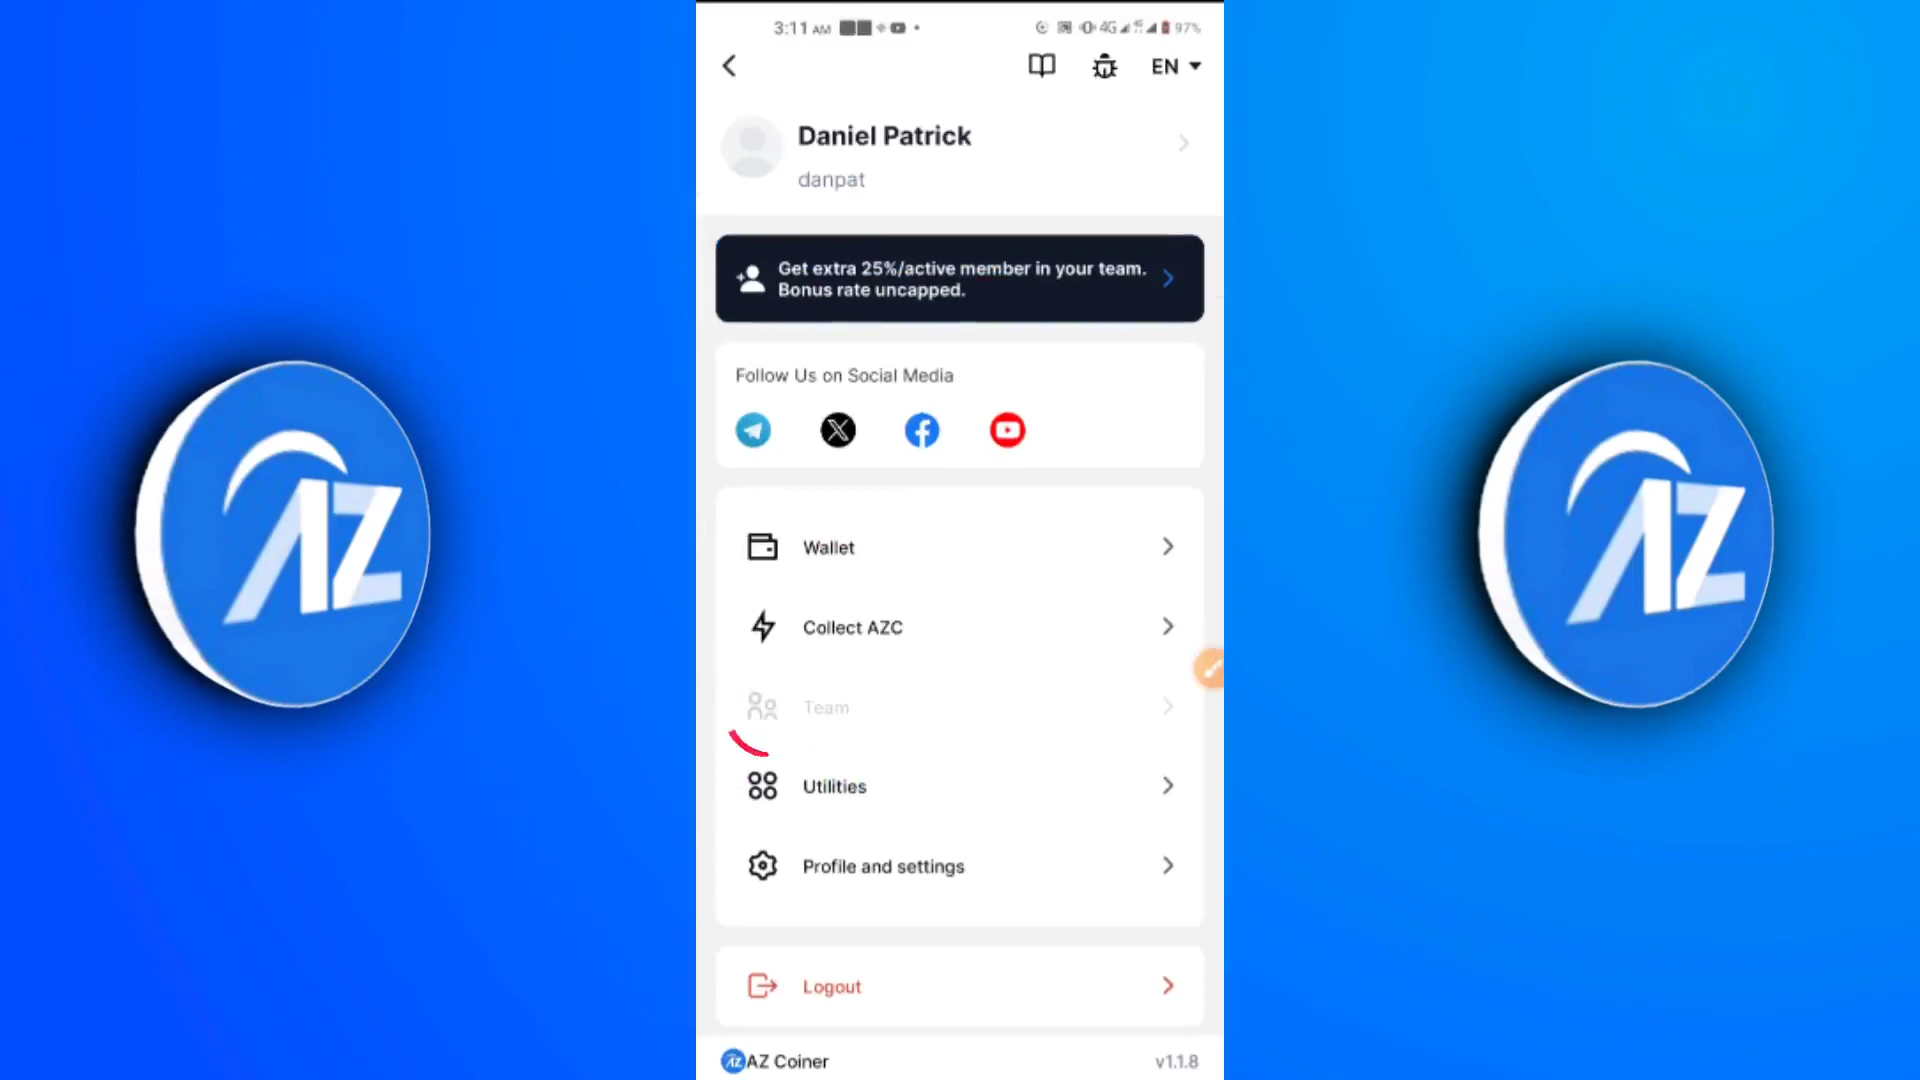 3:11 AM
4G
97%
EN
Daniel Patrick
danpat
Get extra 25%/active member in your team.
Bonus rate uncapped.
Follow Us on Social Media
Wallet
Collect AZC
Team
Utilities
Profile and settings
Logout
AZ Coiner
v1.1.8
AZ
AZ